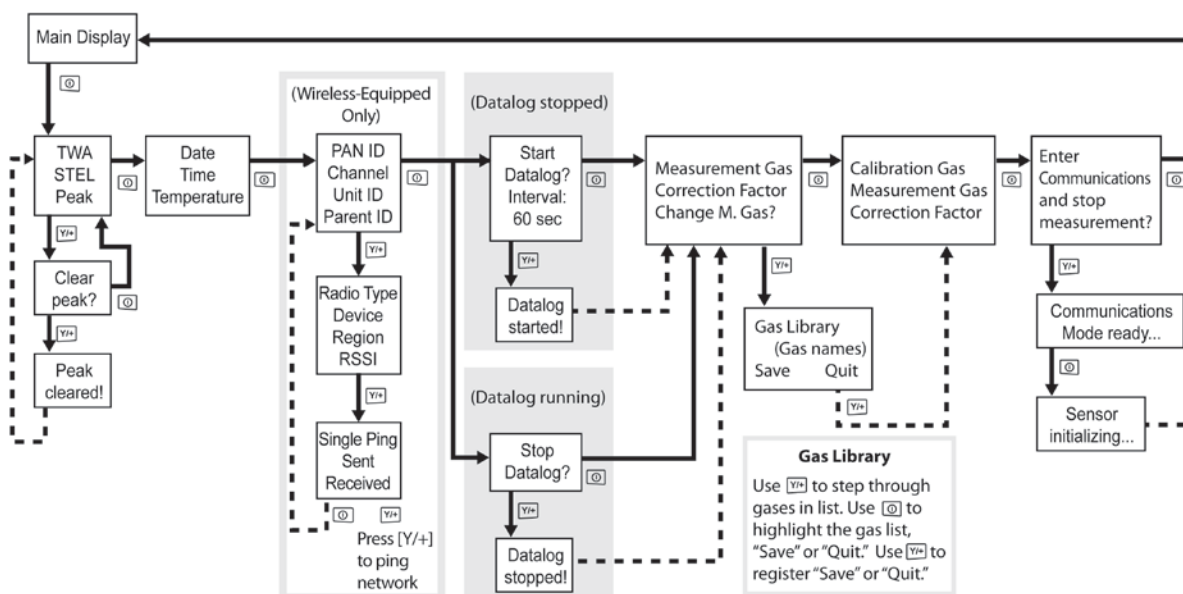 Main Display
TWA
STEL
Peak
Y/+
Clear
peak?
Y/+
Peak
cleared!
Date
Time
Temperature
(Wireless-Equipped
Only)
PAN ID
Channel
Unit ID
Parent ID
Y/+
Radio Type
Device
Region
RSSI
Y/+
Single Ping
Sent
Received
Y/+
Press [Y/+]
to ping
network
(Datalog stopped)
Start
Datalog?
Interval:
60 sec
Y/+
Datalog
started!
(Datalog running)
Stop
Datalog?
Y/+
Datalog
stopped!
Measurement Gas
Correction Factor
Change M. Gas?
Y/+
Gas Library
(Gas names)
Save Quit
Y/+
Calibration Gas
Measurement Gas
Correction Factor
Enter
Communications
and stop
measurement?
Y/+
Communications
Mode ready...
Sensor
initializing...
Gas Library
Use Y/+ to step through
gases in list. Use to
highlight the gas list,
“Save” or “Quit.” Use Y/+ to
register “Save” or “Quit.”